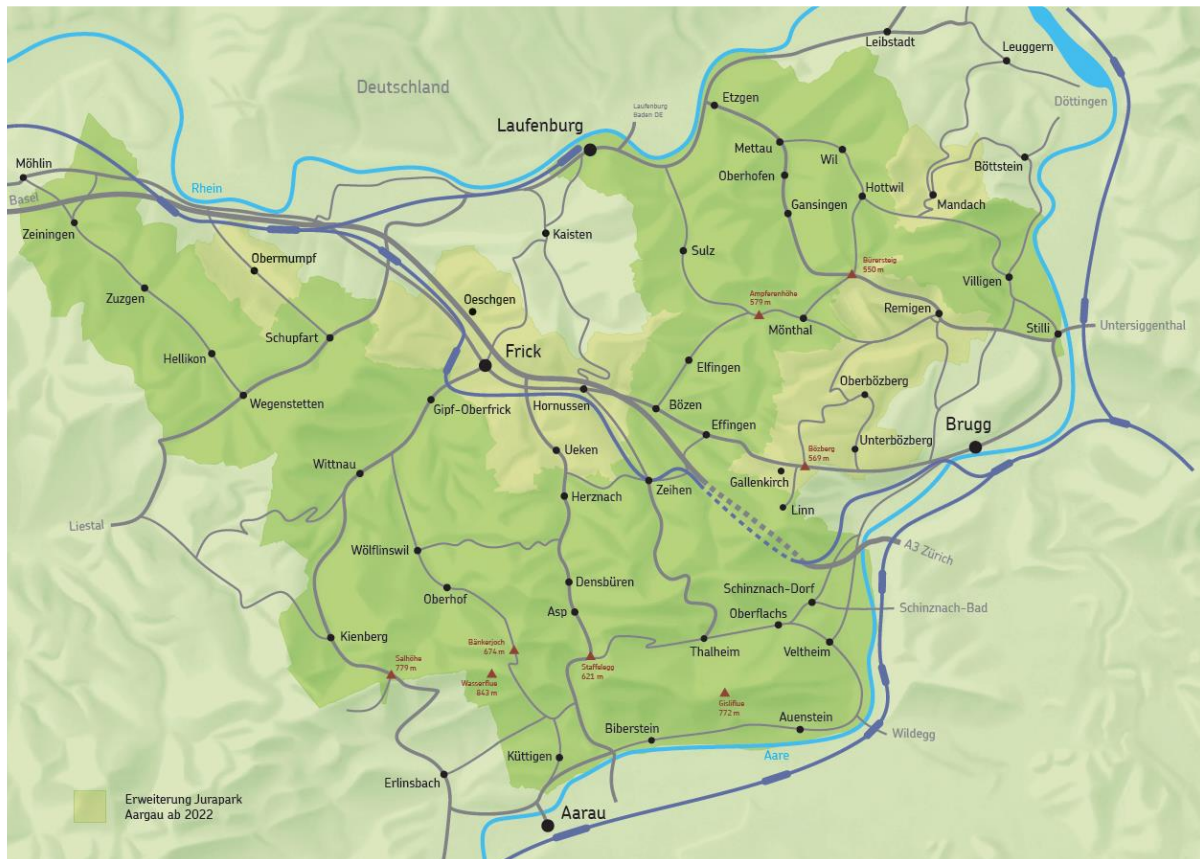 Leibstadt
Leuggern
Deutschland
Laufenburg
Baden DE
Etzgen
Döttingen
Laufenburg
Mettau
Wil
Böttstein
Möhlin
Rhein
Oberhofen
Hottwil
Basel
Gansingen
Mandach
Zeiningen
Kaisten
Sulz
Obermumpf
Bürersteig
550 m
Villigen
Zuzgen
Oeschgen
Ampferenhöhe
579 m
Remigen
Schupfart
Mönthal
Stilli
Untersiggenthal
Hellikon
Frick
Elfingen
Oberbözberg
Wegenstetten
Gipf-Oberfrick
Hornussen
Bözen
Effingen
Brugg
Ueken
Bözberg
569 m
Unterbözberg
Wittnau
Gallenkirch
Zeihen
Herznach
Linn
Liestal
A3 Zürich
Wölflinswil
Densbüren
Schinznach-Dorf
Oberhof
Asp
Oberflachs
Schinznach-Bad
Kienberg
Bänkerjoch
674 m
Thalheim
Veltheim
Salhöhe
779 m
Staffelegg
621 m
Wasserflue
843 m
Gisliflue
772 m
Auenstein
Biberstein
Wildegg
Küttigen
Aare
Erlinsbach
Erweiterung Jurapark
Aargau ab 2022
Aarau